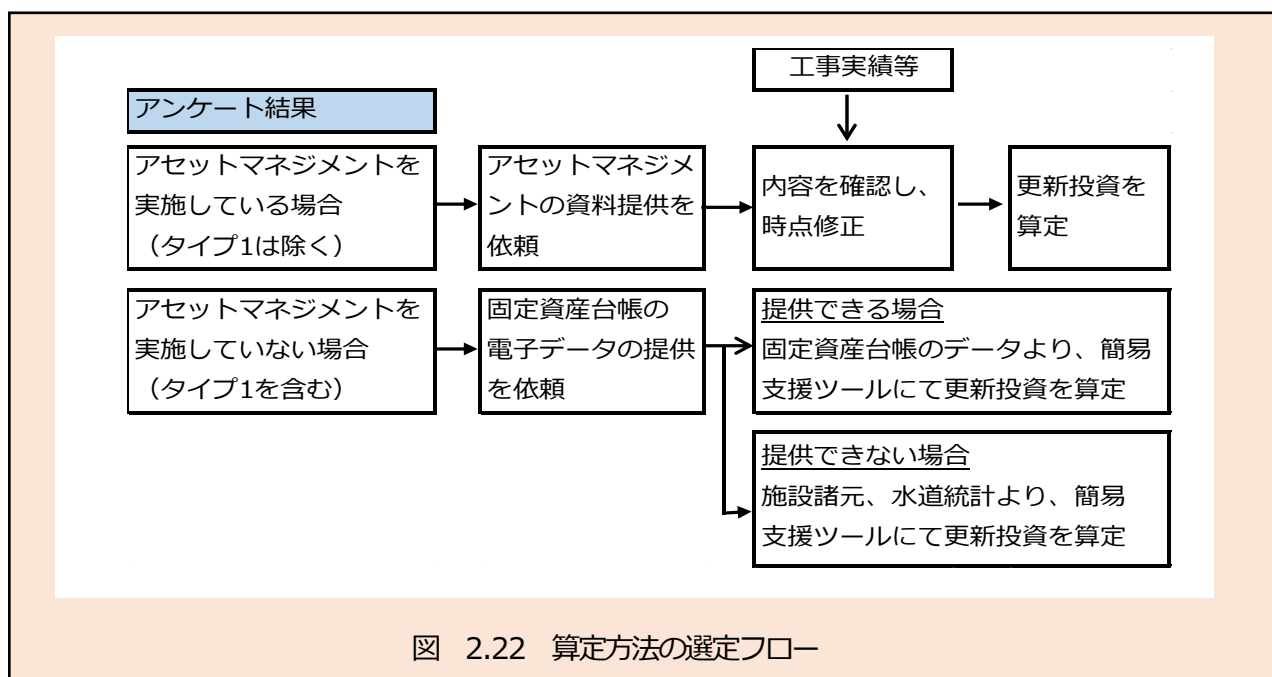 工事実績等
アンケート結果
アセットマネジメントを
実施している場合
（タイプ1は除く）
アセットマネジメ
ントの資料提供を
依頼
内容を確認し、
時点修正
更新投資を
算定
アセットマネジメントを
実施していない場合
（タイプ1を含む）
固定資産台帳の
電子データの提供
を依頼
提供できる場合
固定資産台帳のデータより、簡易
支援ツールにて更新投資を算定
提供できない場合
施設諸元、水道統計より、簡易
支援ツールにて更新投資を算定
図 2.22 算定方法の選定フロー